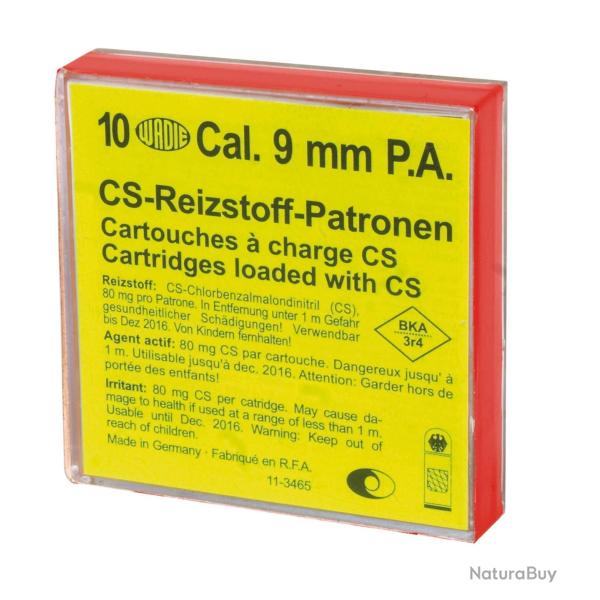 10 WADIE Cal. 9 mm P.A.
CS-Reizstoff-Patronen
Cartouches à charge CS
Cartridges loaded with CS
Reizstoff: CS-Chlorbenzalmalondinitril (CS),
80 mg pro Patrone. In Entfernung unter 1 m Gefahr
gesundheitlicher Schädigungen! Verwendbar
bis Dez 2016. Von Kindern fernhalten!
BKA
3r4
Agent actif: 80 mg CS par cartouche. Dangereux jusqu' à
1 m. Utilisable jusqu'à dec. 2016. Attention: Garder hors de
portée des entfants!
Irritant: 80 mg CS per catridge. May cause da-
mage to health if used at a range of less than 1 m.
Usable until Dec. 2016. Warning: Keep out of
reach of children.
Made in Germany · Fabriqué en R.F.A.
11-3465
NaturaBuy